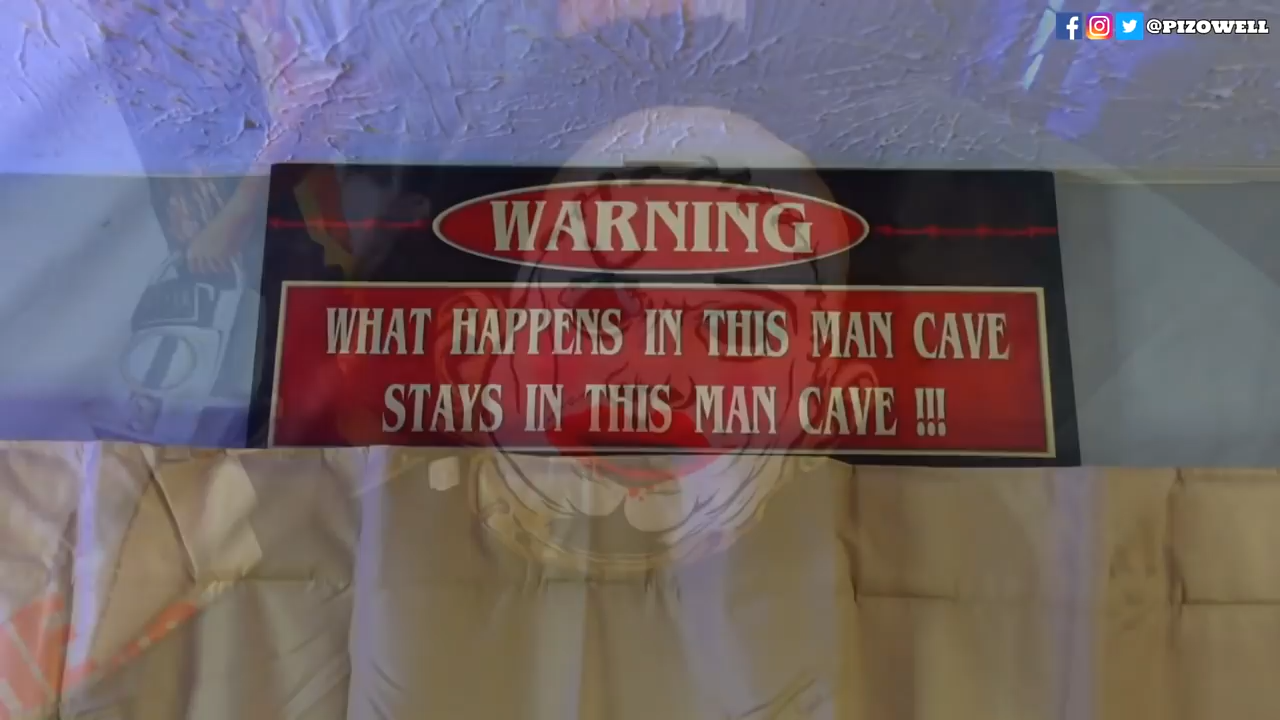 @PIZOWELL
WARNING
WHAT HAPPENS IN THIS MAN CAVE
STAYS IN THIS MAN CAVE !!!